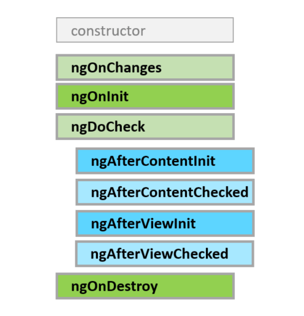 constructor
ngOnChanges
ngOnInit
ngDoCheck
ngAfterContentInit
ngAfterContentChecked
ngAfterViewInit
ngAfterViewChecked
ngOnDestroy